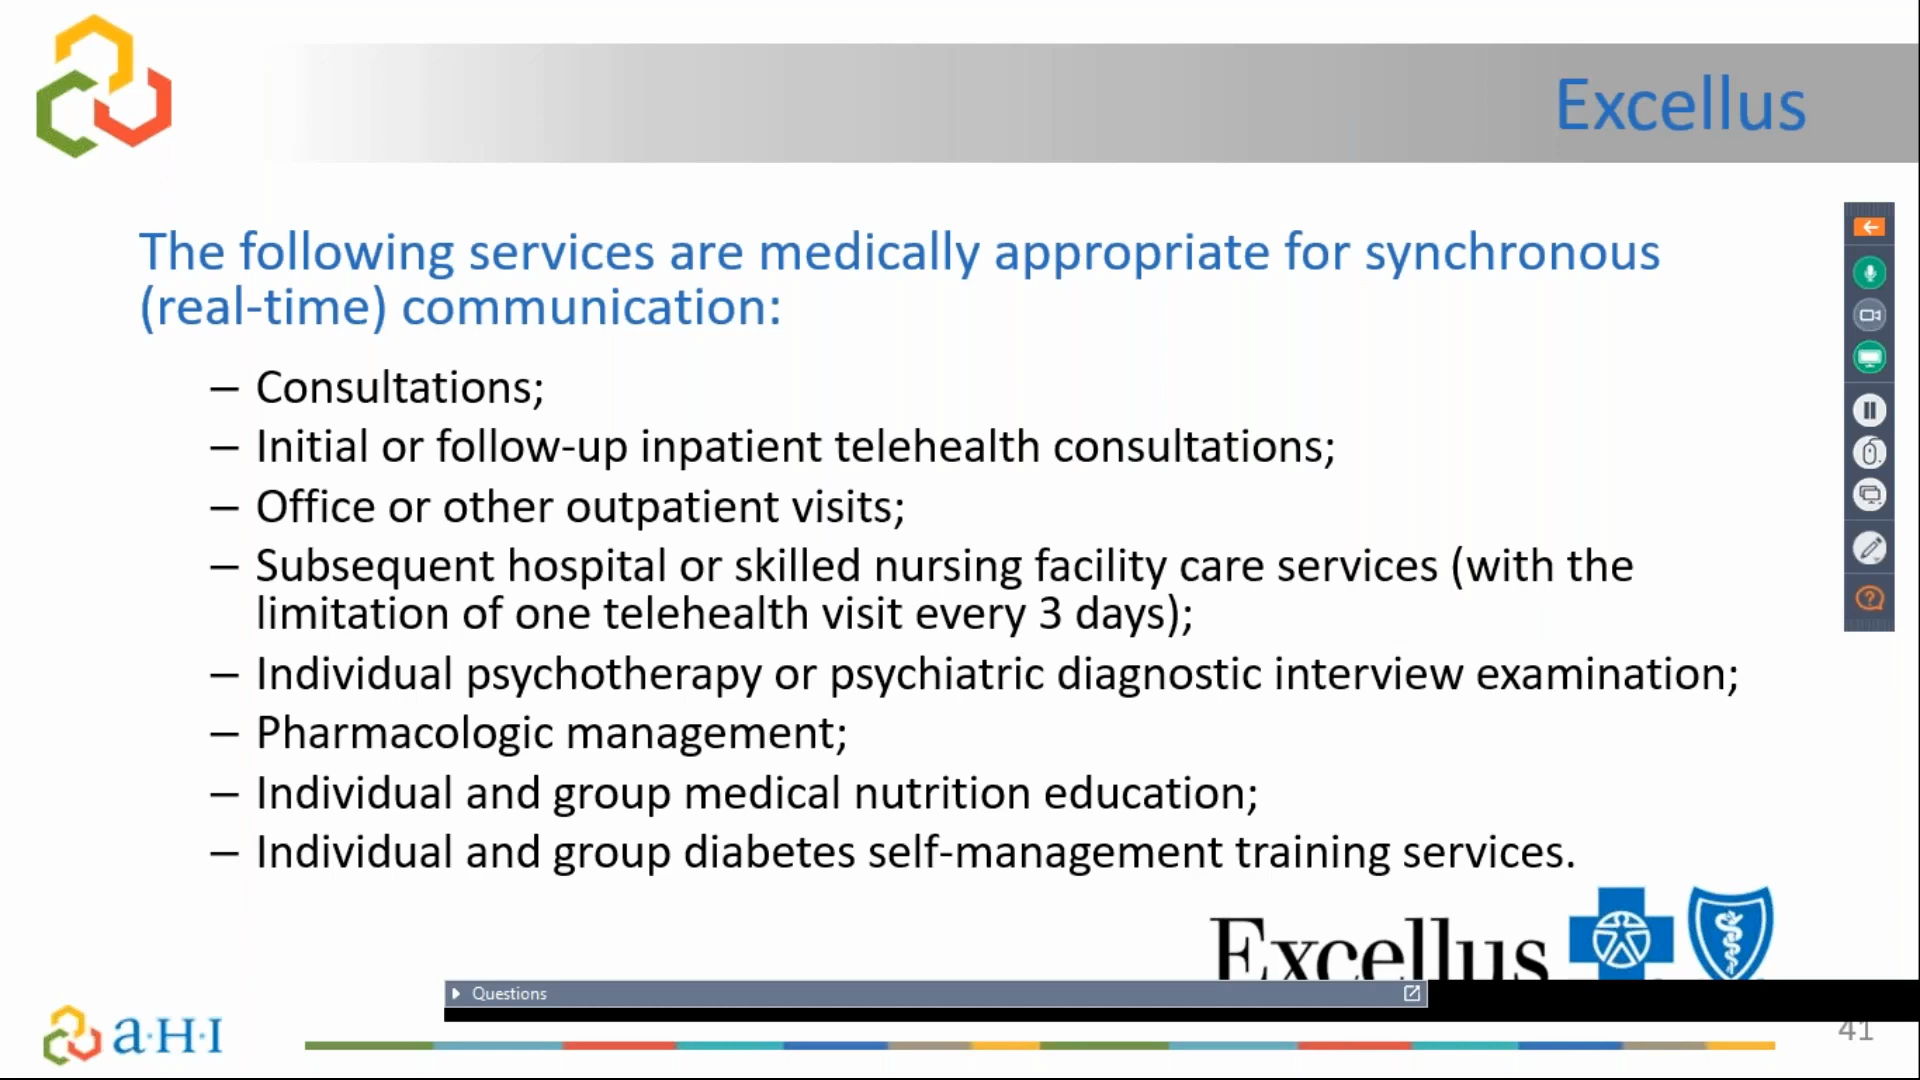 Excellus
The following services are medically appropriate for synchronous
(real-time) communication:
– Consultations;
– Initial or follow-up inpatient telehealth consultations;
– Office or other outpatient visits;
– Subsequent hospital or skilled nursing facility care services (with the
limitation of one telehealth visit every 3 days);
– Individual psychotherapy or psychiatric diagnostic interview examination;
– Pharmacologic management;
– Individual and group medical nutrition education;
– Individual and group diabetes self-management training services.
Excellus
Questions
a·H·I
41